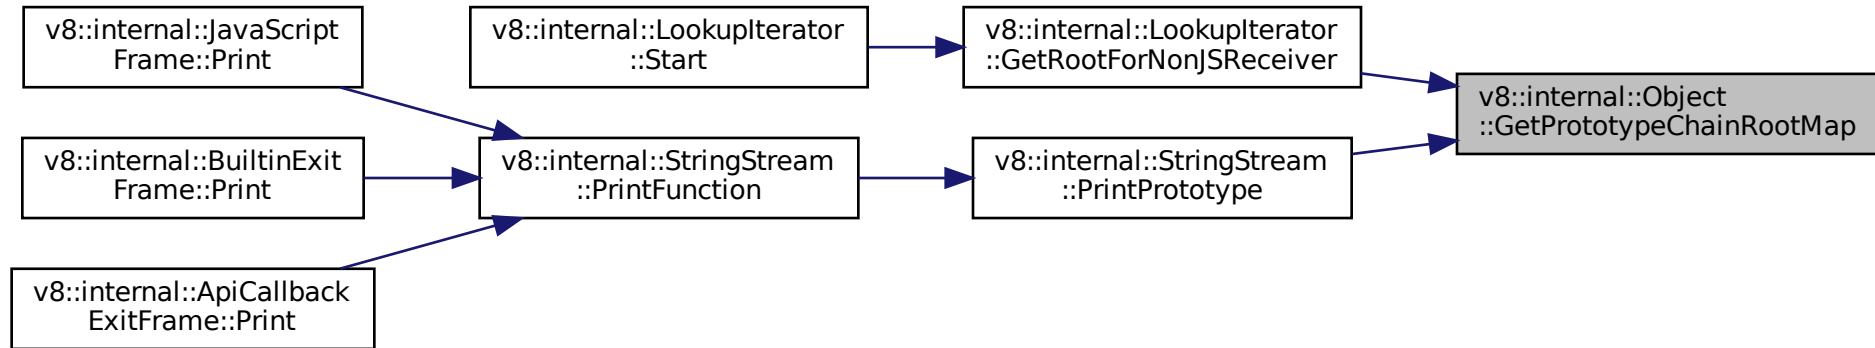 v8::internal::JavaScript
Frame::Print
v8::internal::LookupIterator
::Start
v8::internal::LookupIterator
::GetRootForNonJSReceiver
v8::internal::Object
::GetPrototypeChainRootMap
v8::internal::BuiltinExit
Frame::Print
v8::internal::StringStream
::PrintFunction
v8::internal::StringStream
::PrintPrototype
v8::internal::ApiCallback
ExitFrame::Print